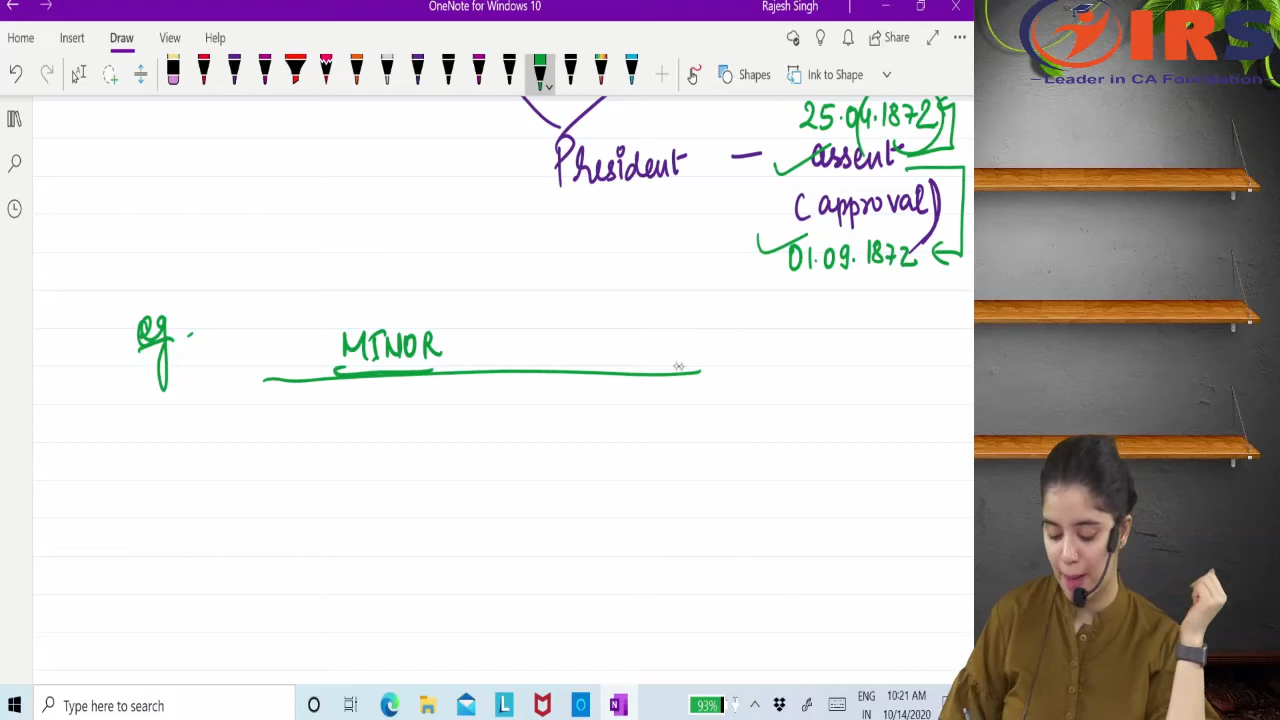 OneNote for Windows 10
Rajesh Singh
Home Insert Draw View Help
Share
Shapes
Ink to Shape
IRS
Leader in CA Foundation
25.04.1872
President - assent
(approval)
01.09.1872
eg.
MINOR
Type here to search
93%
ENG
IN
10:21 AM
10/14/2020